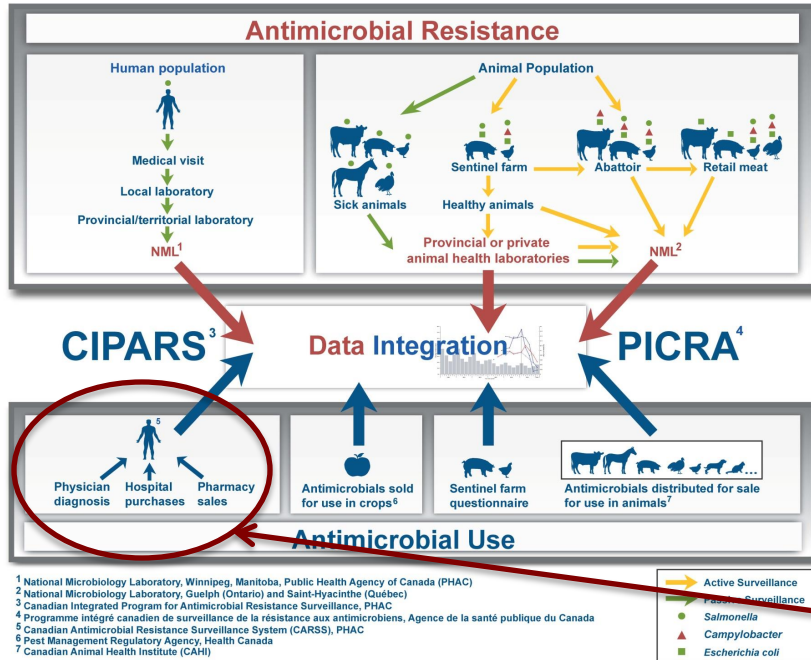 Antimicrobial Resistance
Human population
Medical visit
Local laboratory
Provincial/territorial laboratory
NML1
Animal Population
Sick animals
Sentinel farm
Abattoir
Retail meat
Healthy animals
Provincial or private
animal health laboratories
NML2
CIPARS3
Data Integration
PICRA4
5
Physician
diagnosis
Hospital
purchases
Pharmacy
sales
Antimicrobials sold
for use in crops6
Sentinel farm
questionnaire
...
Antimicrobials distributed for sale
for use in animals7
Antimicrobial Use
1 National Microbiology Laboratory, Winnipeg, Manitoba, Public Health Agency of Canada (PHAC)
2 National Microbiology Laboratory, Guelph (Ontario) and Saint-Hyacinthe (Québec)
3 Canadian Integrated Program for Antimicrobial Resistance Surveillance, PHAC
4 Programme intégré canadien de surveillance de la résistance aux antimicrobiens, Agence de la santé publique du Canada
5 Canadian Antimicrobial Resistance Surveillance System (CARSS), PHAC
6 Pest Management Regulatory Agency, Health Canada
7 Canadian Animal Health Institute (CAHI)
Active Surveillance
Passive Surveillance
Salmonella
Campylobacter
Escherichia coli